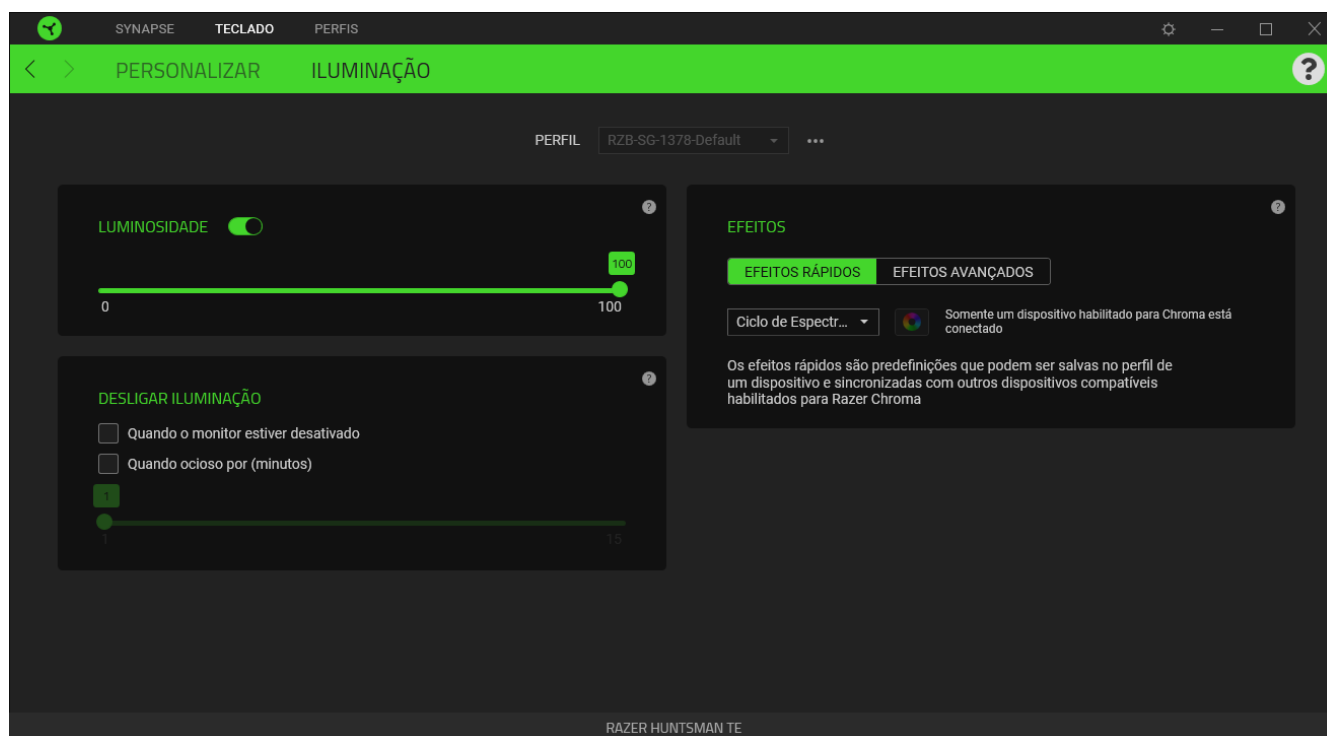 SYNAPSE TECLADO PERFIS
PERSONALIZAR ILUMINAÇÃO
?
PERFIL RZB-SG-1378-Default
LUMINOSIDADE
?
100
0 100
DESLIGAR ILUMINAÇÃO
?
Quando o monitor estiver desativado
Quando ocioso por (minutos)
1
1 15
EFEITOS
?
EFEITOS RÁPIDOS EFEITOS AVANÇADOS
Ciclo de Espectr...
Somente um dispositivo habilitado para Chroma está
conectado
Os efeitos rápidos são predefinições que podem ser salvas no perfil de
um dispositivo e sincronizadas com outros dispositivos compatíveis
habilitados para Razer Chroma
RAZER HUNTSMAN TE